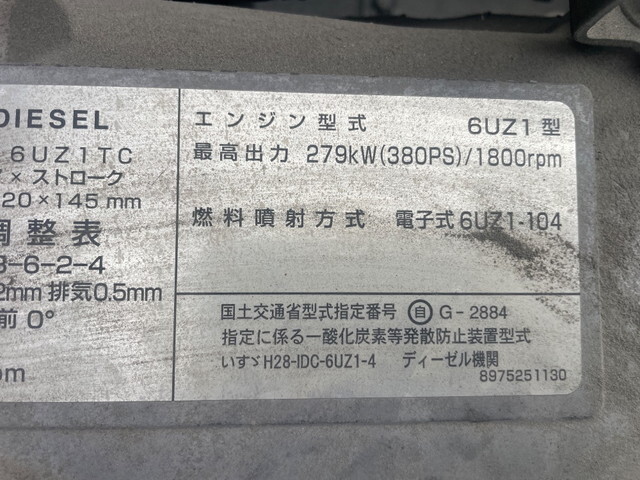 DIESEL
6UZ1TC
× ストローク
20×145 mm
調整表
3-6-2-4
2mm 排気0.5mm
前 0°
pm
エンジン型式 6UZ1 型
最高出力 279kW(380PS)/1800rpm
燃料噴射方式 電子式 6UZ1-104
国土交通省型式指定番号 自 G-2884
指定に係る一酸化炭素等発散防止装置型式
いすゞH28-IDC-6UZ1-4 ディーゼル機関
8975251130